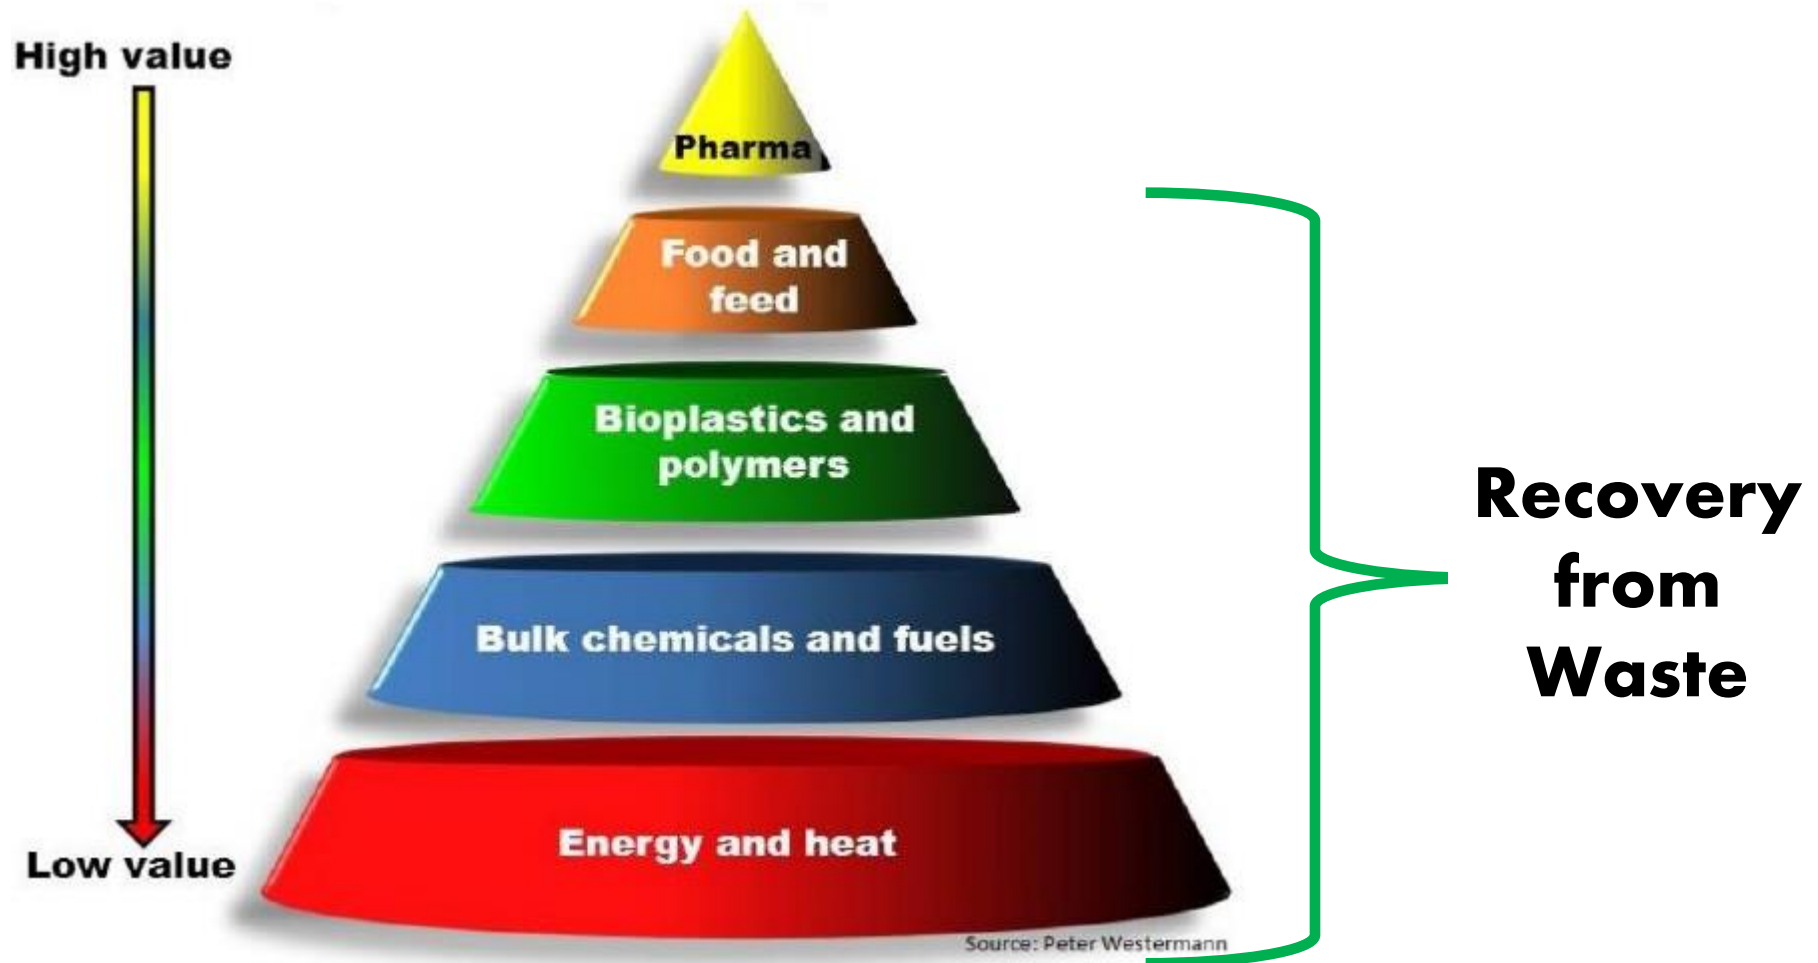 High value
Pharma
Food and
feed
Bioplastics and
polymers
Bulk chemicals and fuels
Energy and heat
Low value
Source: Peter Westermann
Recovery
from
Waste